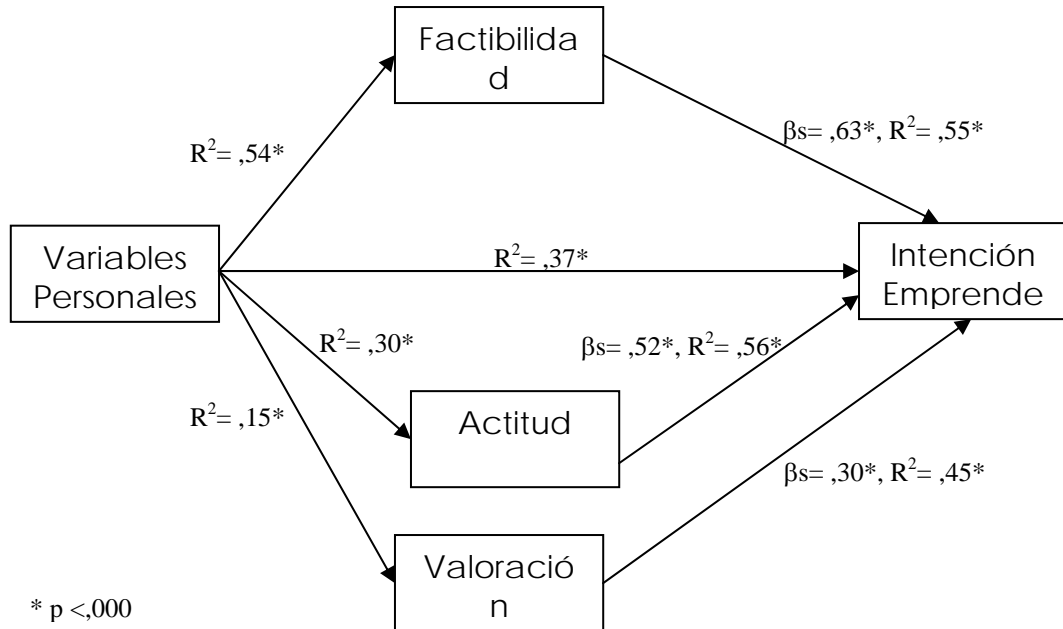 Factibilida
d
βs= ,63*, R²= ,55*
R²= ,54*
Variables
Personales
R²= ,37*
Intención
Emprende
R²= ,30*
βs= ,52*, R²= ,56*
R²= ,15*
Actitud
βs= ,30*, R²= ,45*
Valoració
n
* p <,000